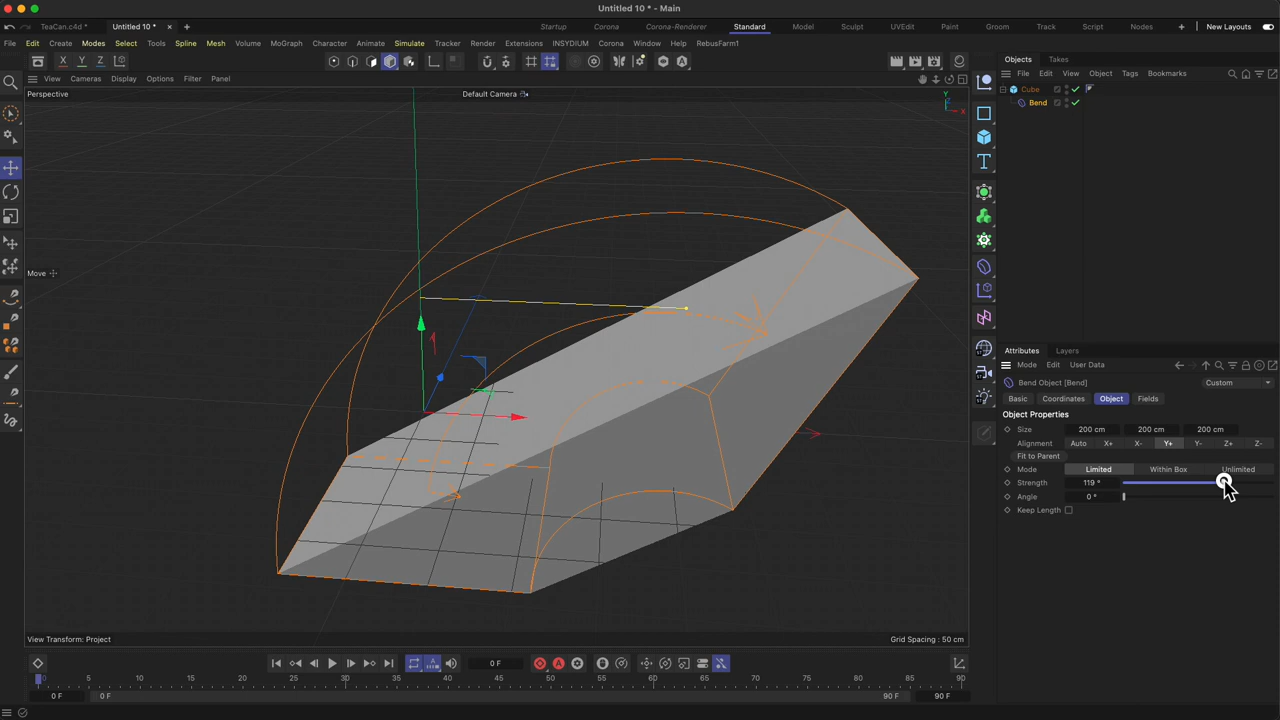 Untitled 10 * - Main
TeaCan.c4d *
Untitled 10 *
Startup
Corona
Corona-Renderer
Standard
Model
Sculpt
UVEdit
Paint
Groom
Track
Script
Nodes
New Layouts
File
Edit
Create
Modes
Select
Tools
Spline
Mesh
Volume
MoGraph
Character
Animate
Simulate
Tracker
Render
Extensions
INSYDIUM
Corona
Window
Help
RebusFarm1
X
Y
Z
Objects
Takes
File
Edit
View
Object
Tags
Bookmarks
View
Cameras
Display
Options
Filter
Panel
Perspective
Default Camera
Y
Z
X
Cube
Bend
Move
Attributes
Layers
Mode
Edit
User Data
Bend Object [Bend]
Custom
Basic
Coordinates
Object
Fields
Object Properties
Size
200 cm
200 cm
200 cm
Alignment
Auto
X+
X-
Y+
Y-
Z+
Z-
Fit to Parent
Mode
Limited
Within Box
Unlimited
Strength
119 °
Angle
0 °
Keep Length
View Transform: Project
Grid Spacing : 50 cm
0 F
0 5 10 15 20 25 30 35 40 45 50 55 60 65 70 75 80 85 90
0 F
0 F
90 F
90 F